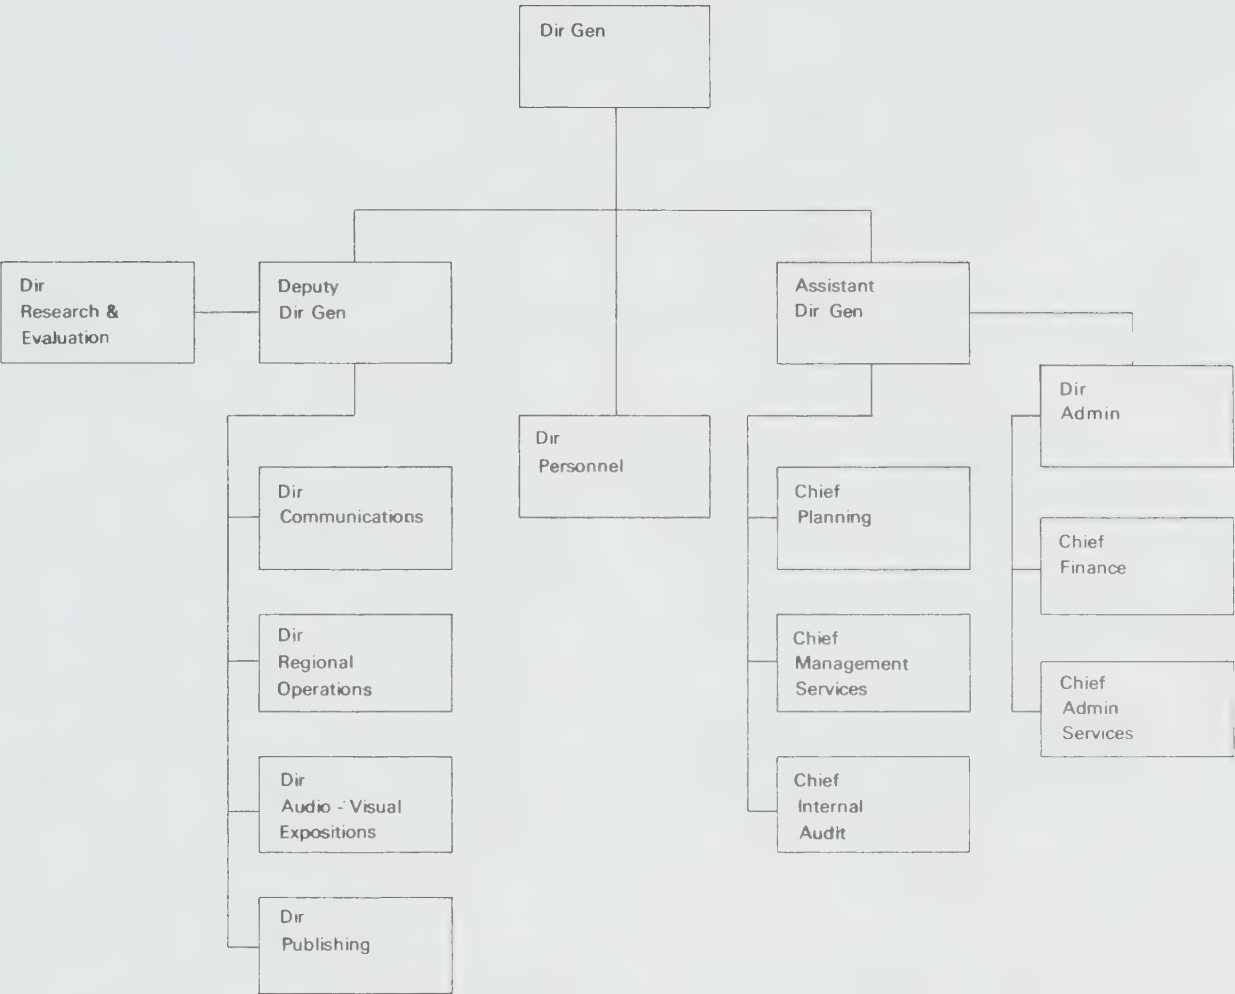 Dir Gen
Dir
Research &
Evaluation
Deputy
Dir Gen
Assistant
Dir Gen
Dir
Admin
Dir
Personnel
Dir
Communications
Chief
Planning
Chief
Finance
Dir
Regional
Operations
Chief
Management
Services
Chief
Admin
Services
Dir
Audio - Visual
Expositions
Chief
Internal
Audit
Dir
Publishing